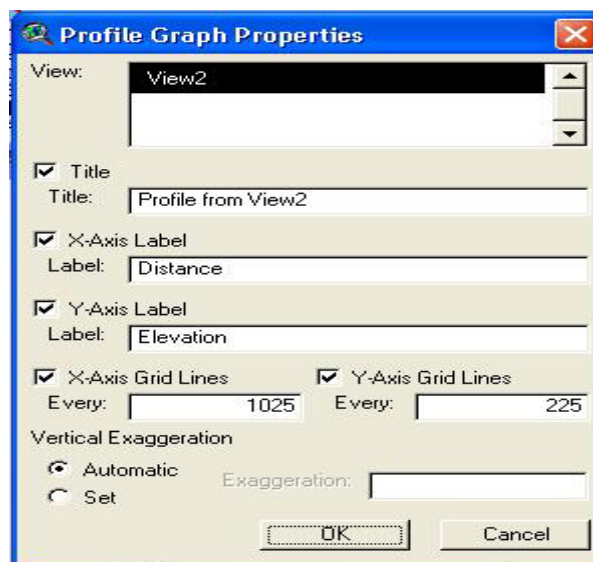 Profile Graph Properties
View:
View2
Title
Title: Profile from View2
X-Axis Label
Label: Distance
Y-Axis Label
Label: Elevation
X-Axis Grid Lines Y-Axis Grid Lines
Every: 1025 Every: 225
Vertical Exaggeration
Automatic
Exaggeration:
Set
OK Cancel